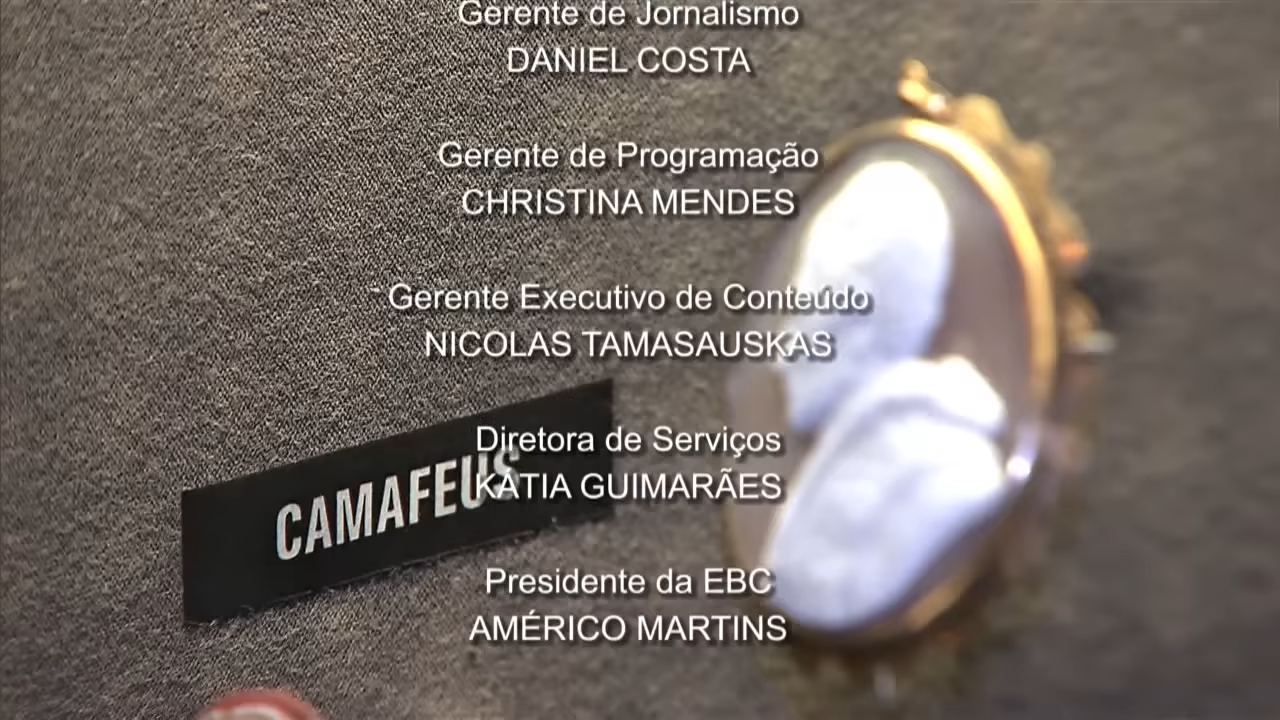 Gerente de Jornalismo
DANIEL COSTA
Gerente de Programação
CHRISTINA MENDES
Gerente Executivo de Conteúdo
NICOLAS TAMASAUSKAS
Diretora de Serviços
KÁTIA GUIMARÃES
CAMAFEUS
Presidente da EBC
AMÉRICO MARTINS